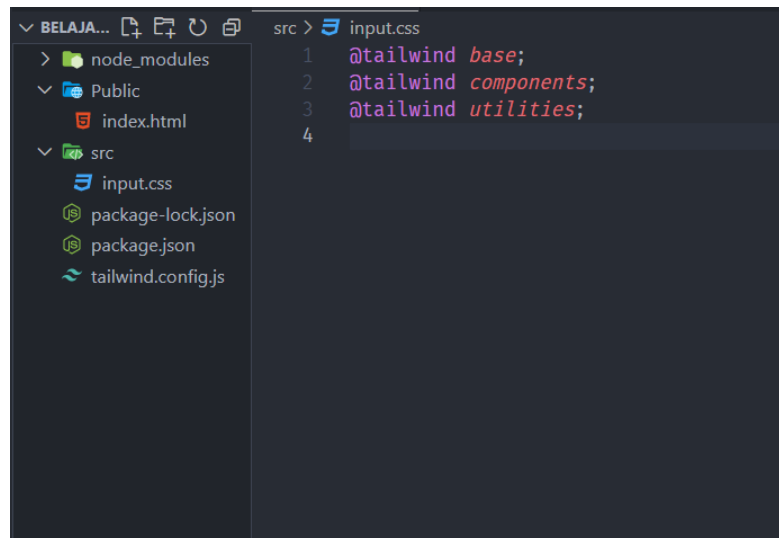 BELAJA...
node_modules
Public
index.html
src
input.css
package-lock.json
package.json
tailwind.config.js
src > input.css
1 @tailwind base;
2 @tailwind components;
3 @tailwind utilities;
4